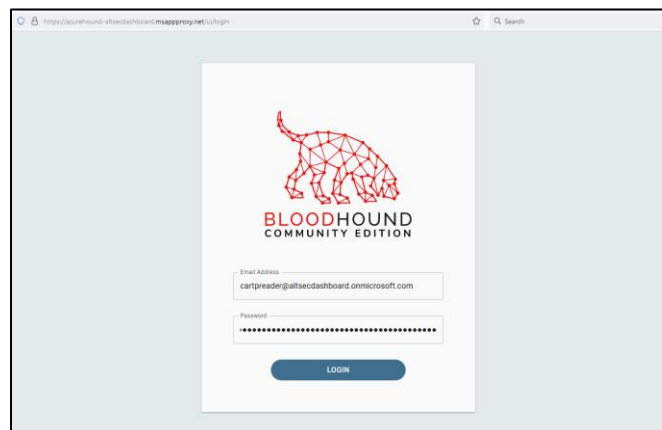 https://azurehound-altsecdashboard.msappproxy.net/ui/login
Search
BLOODHOUND
COMMUNITY EDITION
Email Address
cartpreader@altsecdashboard.onmicrosoft.com
Password
LOGIN